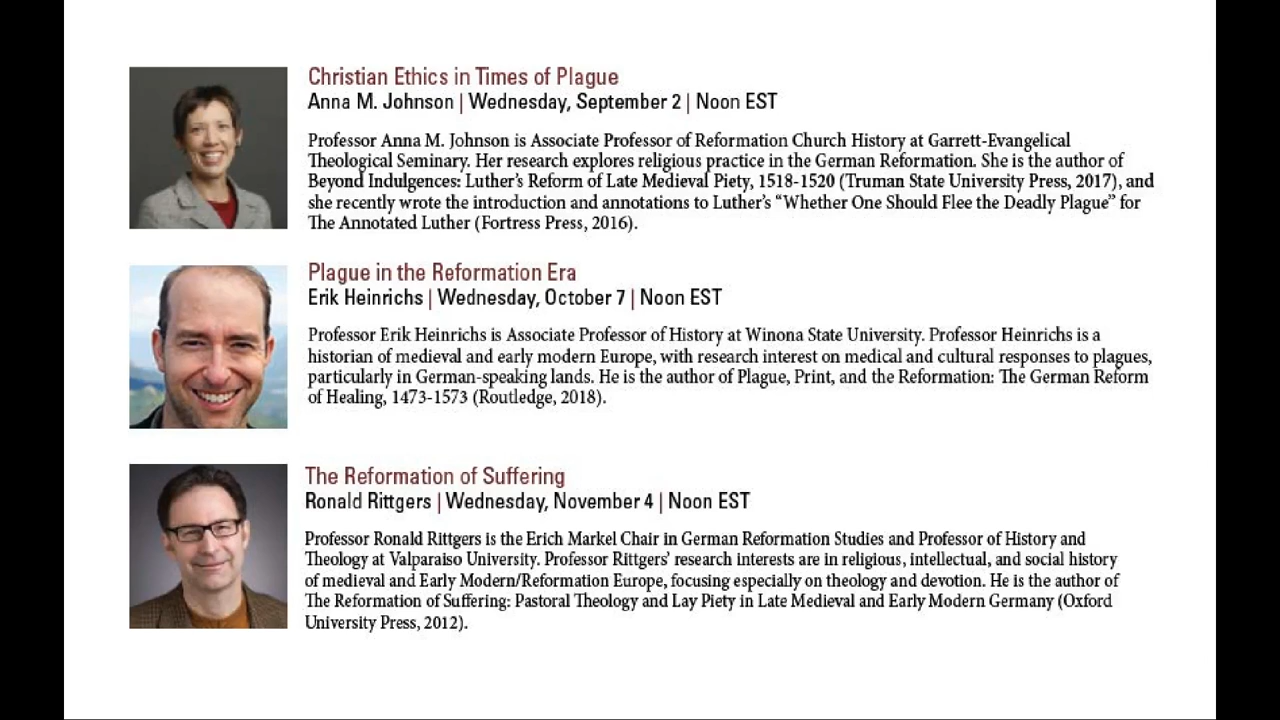 Christian Ethics in Times of Plague
Anna M. Johnson | Wednesday, September 2 | Noon EST
Professor Anna M. Johnson is Associate Professor of Reformation Church History at Garrett-Evangelical
Theological Seminary. Her research explores religious practice in the German Reformation. She is the author of
Beyond Indulgences: Luther's Reform of Late Medieval Piety, 1518-1520 (Truman State University Press, 2017), and
she recently wrote the introduction and annotations to Luther's “Whether One Should Flee the Deadly Plague” for
The Annotated Luther (Fortress Press, 2016).
Plague in the Reformation Era
Erik Heinrichs | Wednesday, October 7 | Noon EST
Professor Erik Heinrichs is Associate Professor of History at Winona State University. Professor Heinrichs is a
historian of medieval and early modern Europe, with research interest on medical and cultural responses to plagues,
particularly in German-speaking lands. He is the author of Plague, Print, and the Reformation: The German Reform
of Healing, 1473-1573 (Routledge, 2018).
The Reformation of Suffering
Ronald Rittgers | Wednesday, November 4 | Noon EST
Professor Ronald Rittgers is the Erich Markel Chair in German Reformation Studies and Professor of History and
Theology at Valparaiso University. Professor Rittgers' research interests are in religious, intellectual, and social history
of medieval and Early Modern/Reformation Europe, focusing especially on theology and devotion. He is the author of
The Reformation of Suffering: Pastoral Theology and Lay Piety in Late Medieval and Early Modern Germany (Oxford
University Press, 2012).